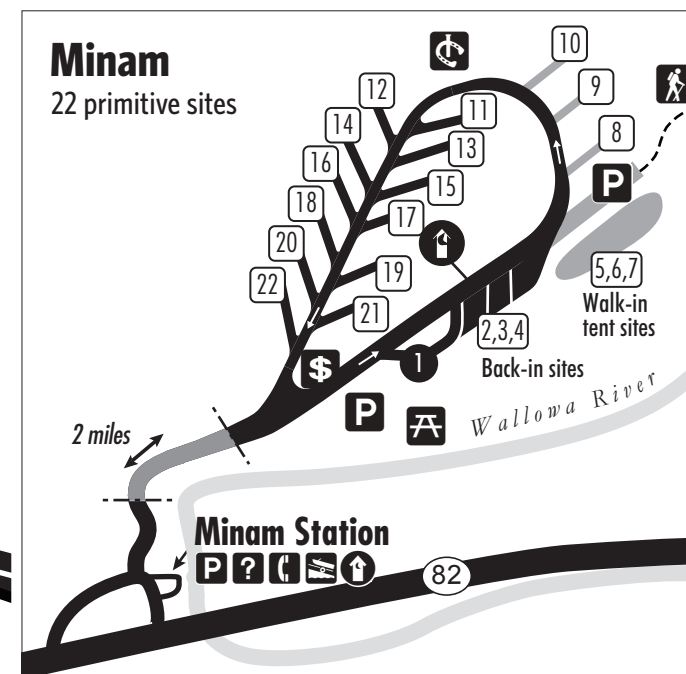 Minam
22 primitive sites
10
12
9
11
14
8
13
16
P
15
18
17
20
5,6,7
19
22
Walk-in
tent sites
21
2,3,4
$
1
Back-in sites
P
Wallowa River
2 miles
Minam Station
P ?
82